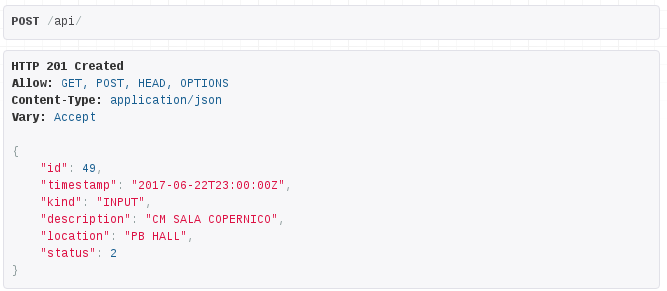 POST /api/
HTTP 201 Created
Allow: GET, POST, HEAD, OPTIONS
Content-Type: application/json
Vary: Accept
{
    "id": 49,
    "timestamp": "2017-06-22T23:00:00Z",
    "kind": "INPUT",
    "description": "CM SALA COPERNICO",
    "location": "PB HALL",
    "status": 2
}